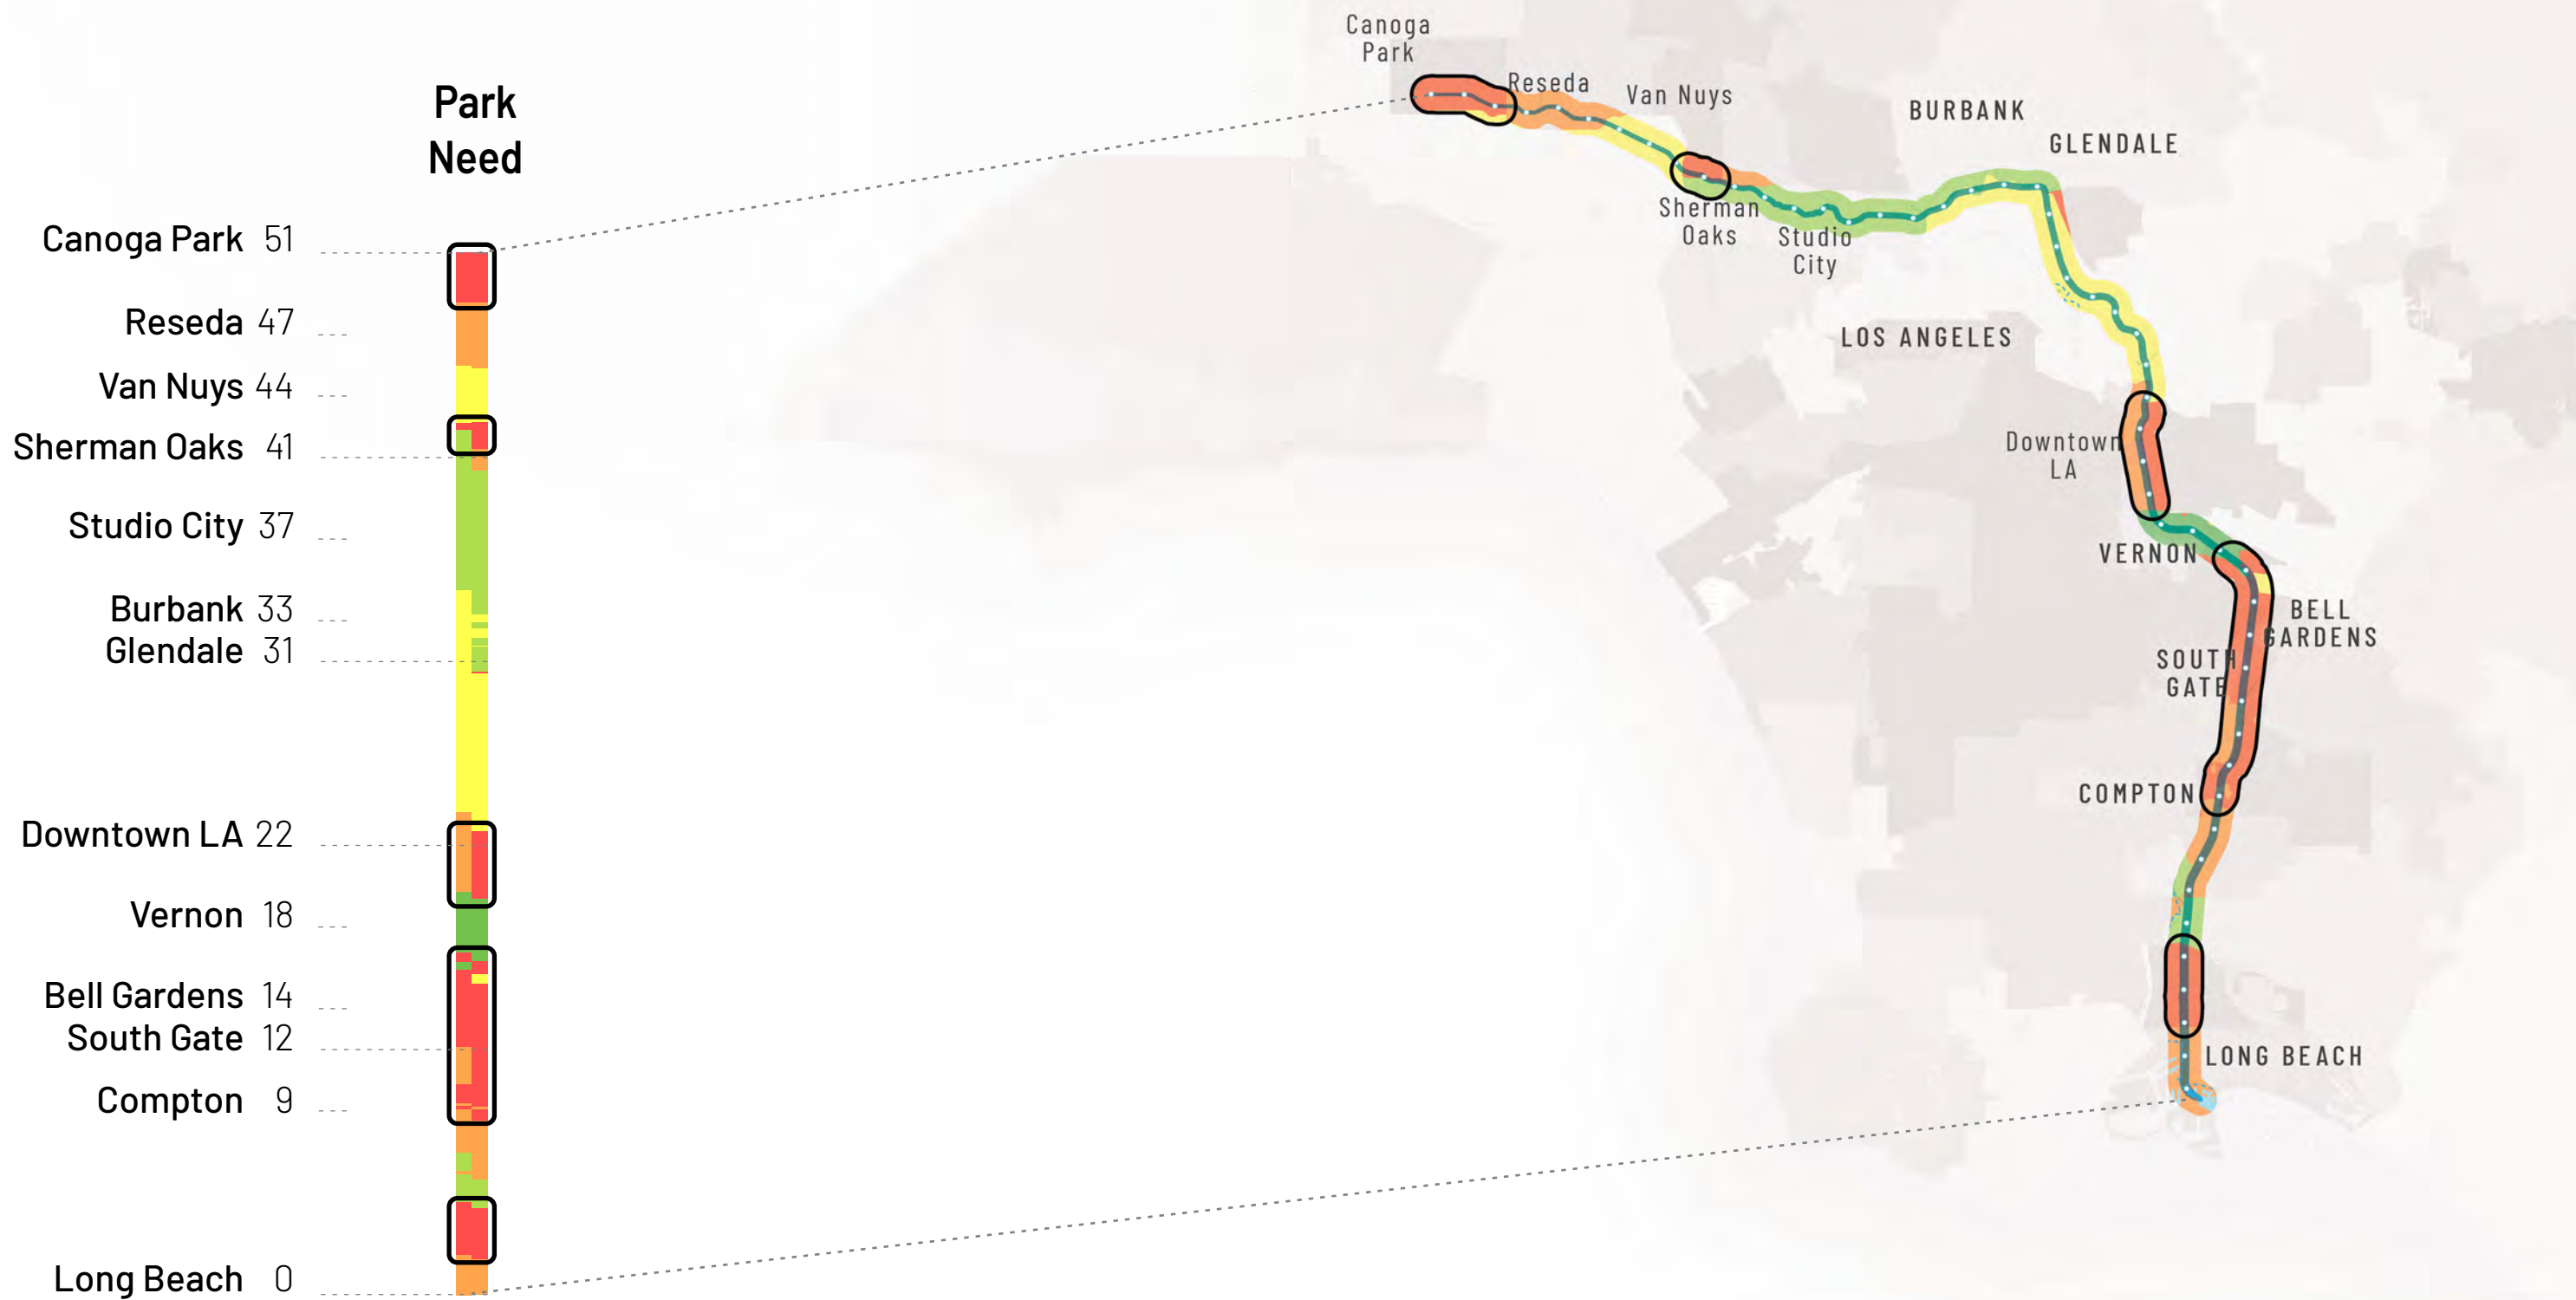 Park
Need
Canoga Park 51
Reseda 47
Van Nuys 44
Sherman Oaks 41
Studio City 37
Burbank 33
Glendale 31
Downtown LA 22
Vernon 18
Bell Gardens 14
South Gate 12
Compton 9
Long Beach 0
Canoga
Park
Reseda
Van Nuys
BURBANK
GLENDALE
Sherman
Oaks
Studio
City
LOS ANGELES
Downtown
LA
VERNON
BELL
GARDENS
SOUTH
GATE
COMPTON
LONG BEACH